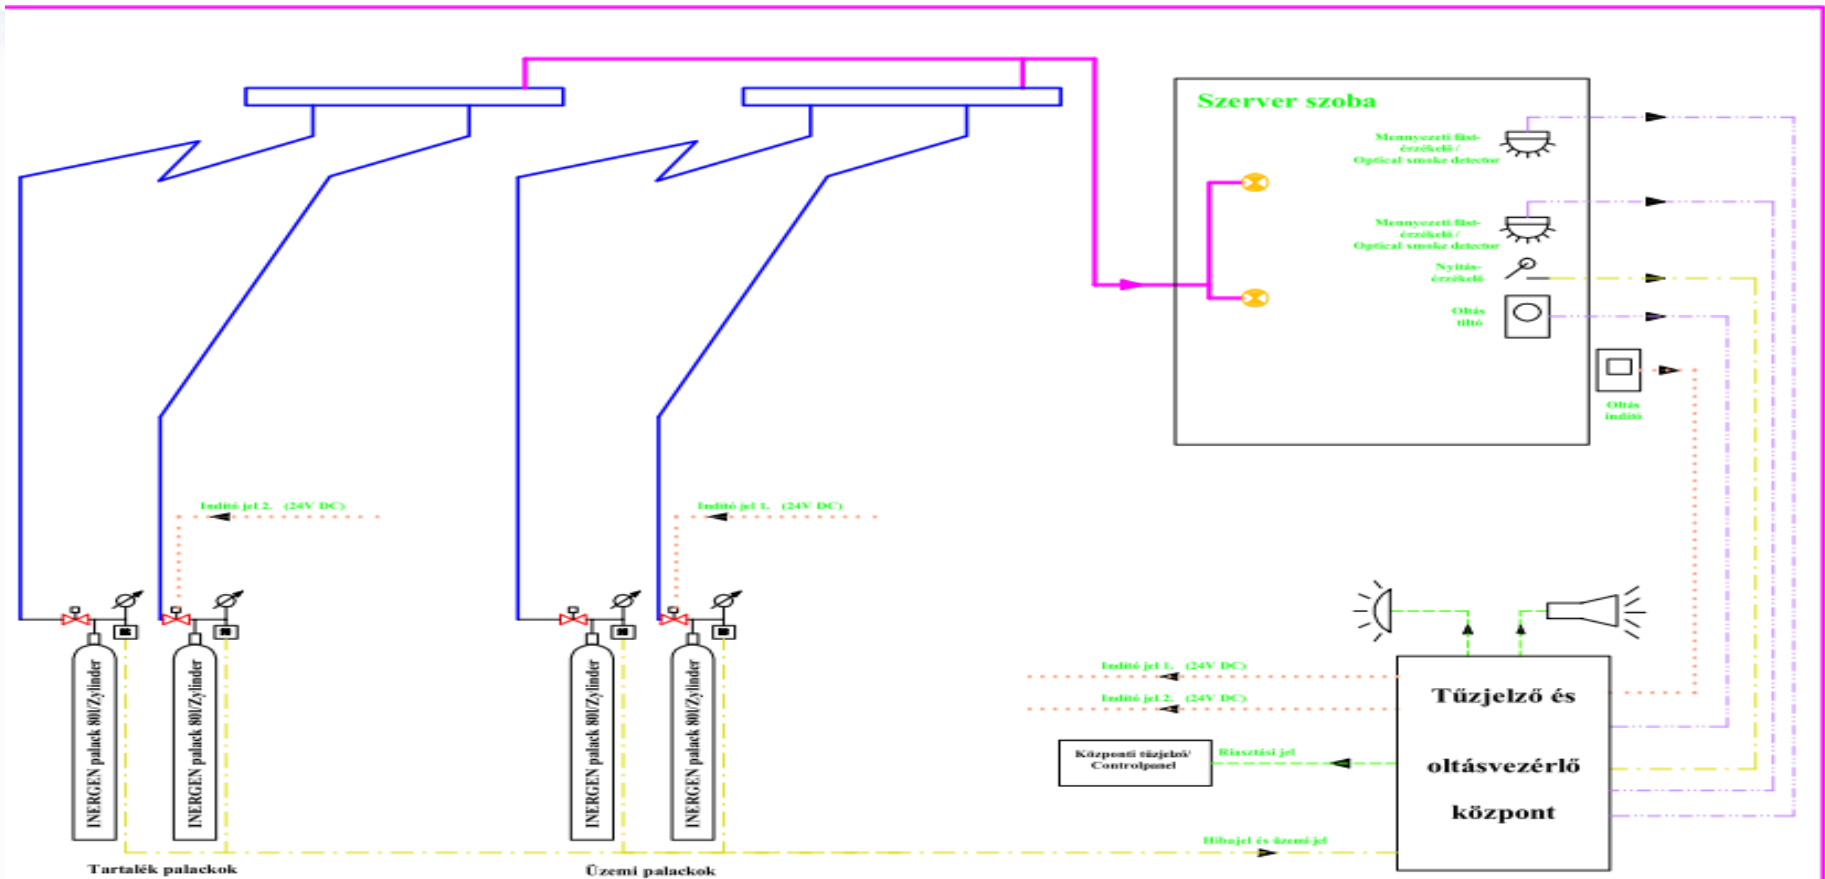 Szerver szoba
Mennyezeti füst-
érzékelő /
Optical smoke detector
Mennyezeti füst-
érzékelő /
Optical smoke detector
Nyitás-
érzékelő
Oltás
tiltó
Oltás
indító
Indító jel 2. (24V DC)
Indító jel 1. (24V DC)
INERGEN palack 80l/Zylinder
INERGEN palack 80l/Zylinder
INERGEN palack 80l/Zylinder
INERGEN palack 80l/Zylinder
Indító jel 1. (24V DC)
Indító jel 2. (24V DC)
Központi tűzjelző/
Controlpanel
Riasztási jel
Tűzjelző és
oltásvezérlő
központ
Hibajel és üzemi jel
Tartalék palackok
Üzemi palackok